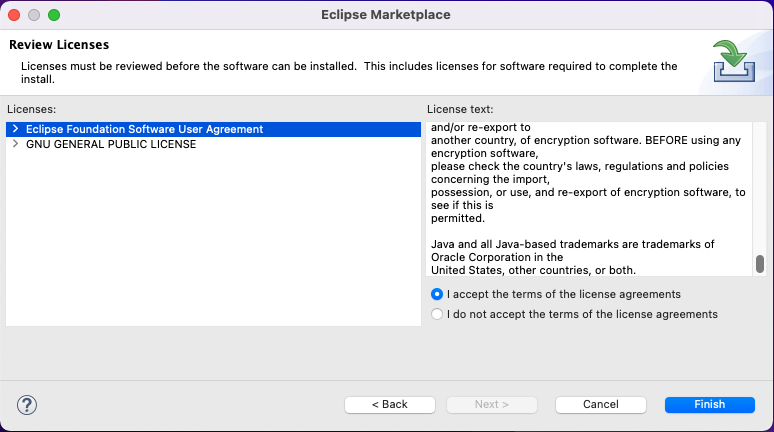 Eclipse Marketplace
Review Licenses
Licenses must be reviewed before the software can be installed.  This includes licenses for software required to complete the
install.
Licenses:
Eclipse Foundation Software User Agreement
GNU GENERAL PUBLIC LICENSE
License text:
and/or re-export to
another country, of encryption software. BEFORE using any
encryption software,
please check the country's laws, regulations and policies
concerning the import,
possession, or use, and re-export of encryption software, to
see if this is
permitted.
Java and all Java-based trademarks are trademarks of
Oracle Corporation in the
United States, other countries, or both.
I accept the terms of the license agreements
I do not accept the terms of the license agreements
?
< Back
Next >
Cancel
Finish